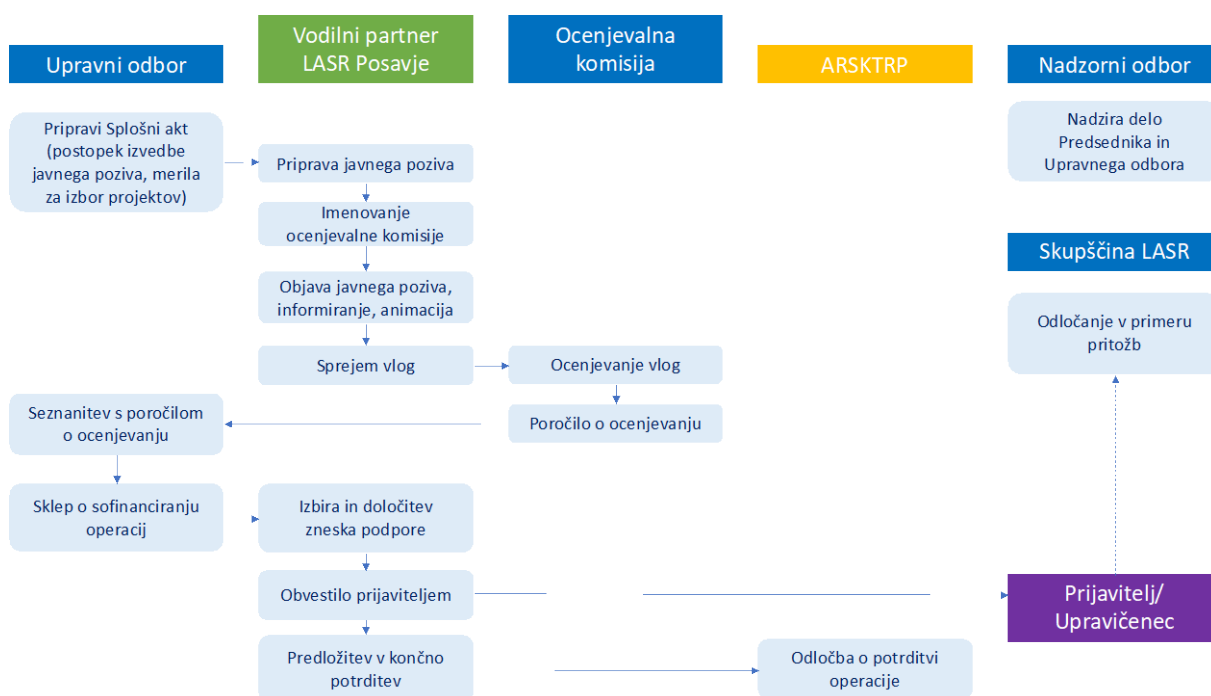 Upravni odbor
Vodilni partner
LASR Posavje
Ocenjevalna
komisija
ARSKTRP
Nadzorni odbor
Pripravi Splošni akt
(postopek izvedbe
javnega poziva, merila
za izbor projektov)
Priprava javnega poziva
Nadzira delo
Predsednika in
Upravnega odbora
Imenovanje
ocenjevalne komisije
Skupščina LASR
Objava javnega poziva,
informiranje, animacija
Odločanje v primeru
pritožb
Sprejem vlog
Ocenjevanje vlog
Seznanitev s poročilom
o ocenjevanju
Poročilo o ocenjevanju
Sklep o sofinanciranju
operacij
Izbira in določitev
zneska podpore
Obvestilo prijaviteljem
Prijavitelj/
Upravičenec
Predložitev v končno
potrditev
Odločba o potrditvi
operacije